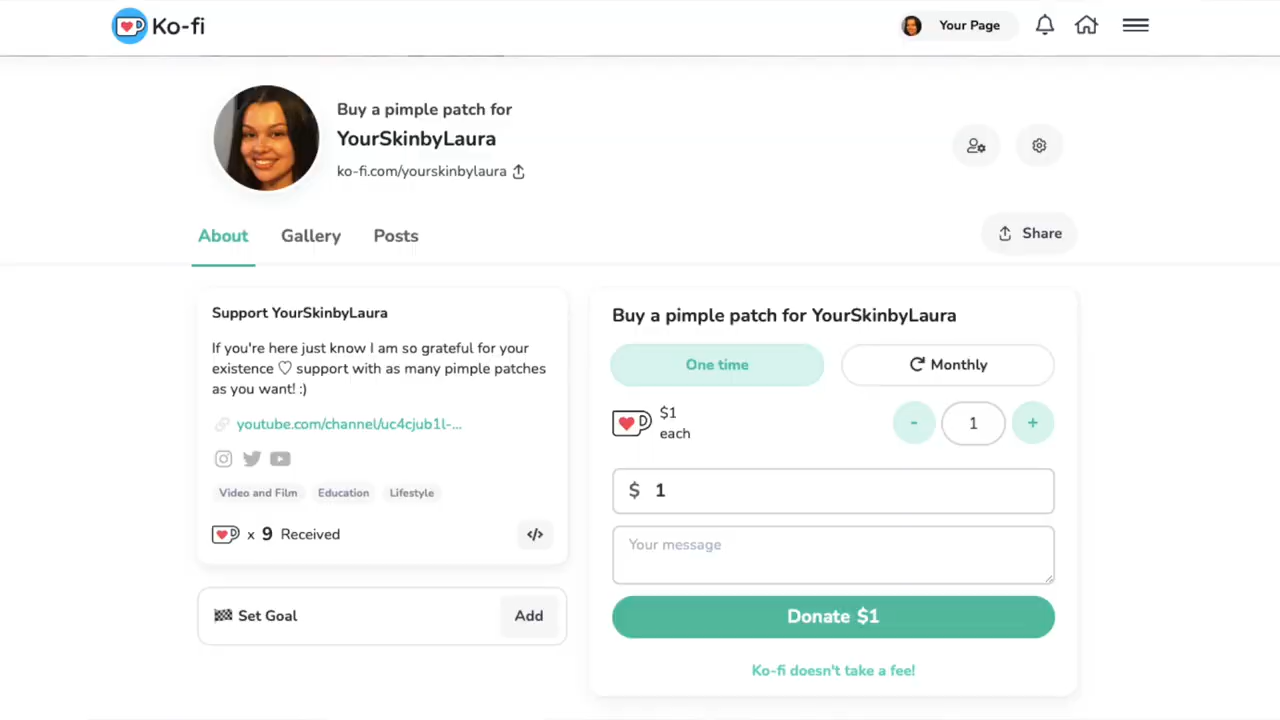 Ko-fi
Your Page
Buy a pimple patch for
YourSkinbyLaura
ko-fi.com/yourskinbylaura
About
Gallery
Posts
Share
Support YourSkinbyLaura
If you're here just know I am so grateful for your
existence ♡ support with as many pimple patches
as you want! :)
youtube.com/channel/uc4cjub1l-...
Video and Film
Education
Lifestyle
x 9 Received
</>
Set Goal
Add
Buy a pimple patch for YourSkinbyLaura
One time
Monthly
$1
each
-
1
+
$ 1
Your message
Donate $1
Ko-fi doesn't take a fee!